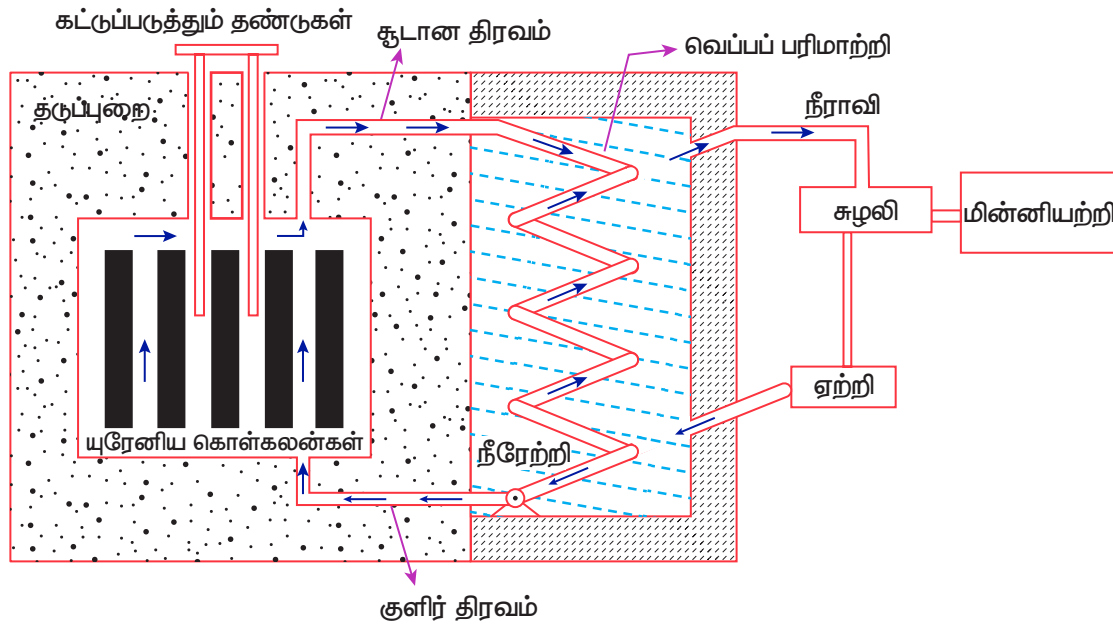 கட்டுப்படுத்தும் தண்டுகள்
சூடான திரவம்
வெப்பப் பரிமாற்றி
தடுப்புறை
நீராவி
சுழலி
மின்னியற்றி
ஏற்றி
யுரேனிய கொள்கலன்கள்
நீரேற்றி
குளிர் திரவம்